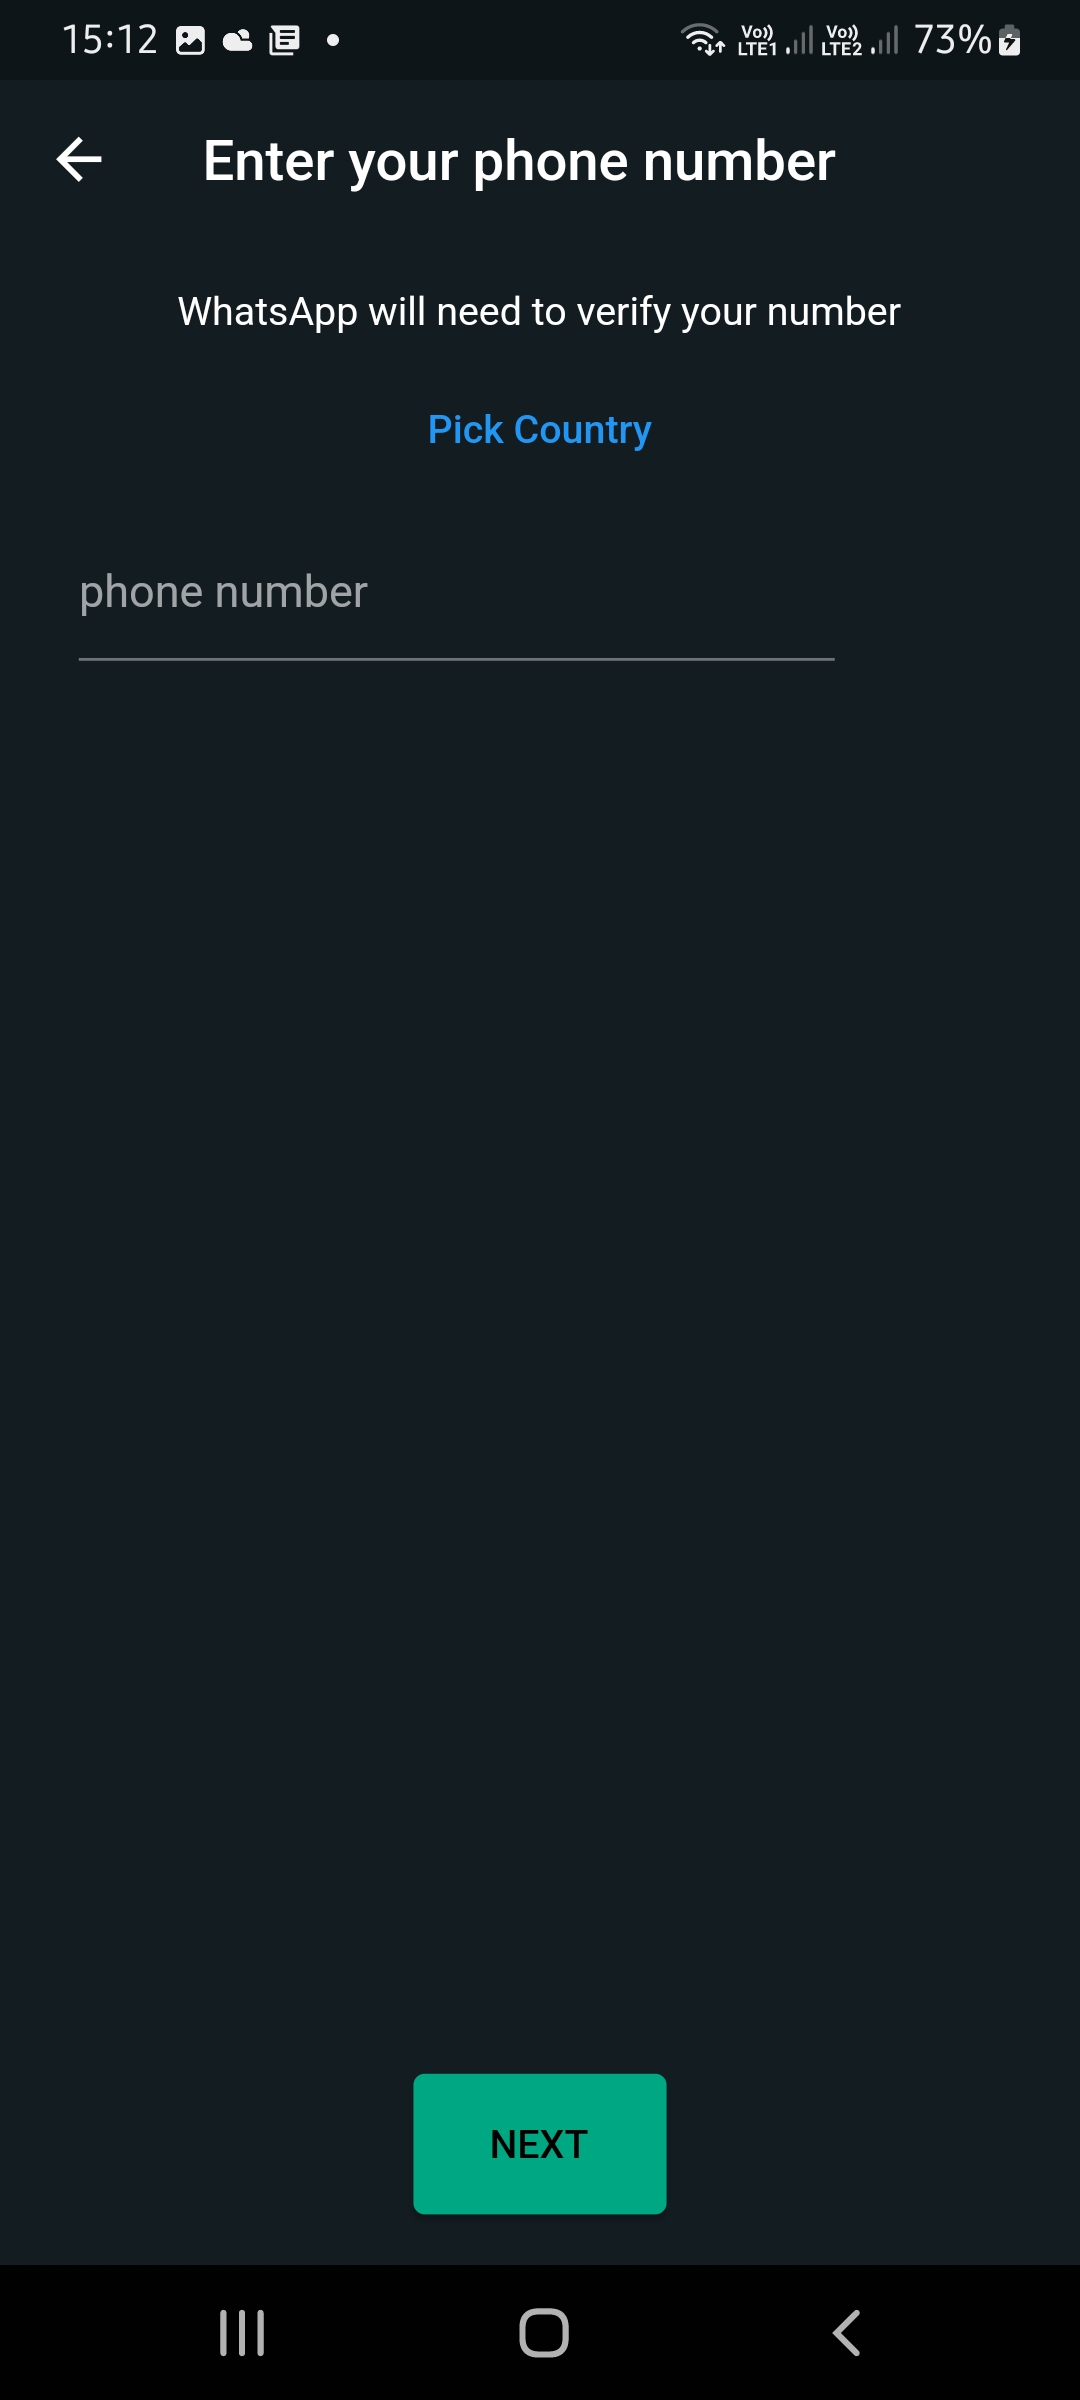 15:12
Vo)) LTE1 Vo)) LTE2 73%
Enter your phone number
WhatsApp will need to verify your number
Pick Country
phone number
NEXT